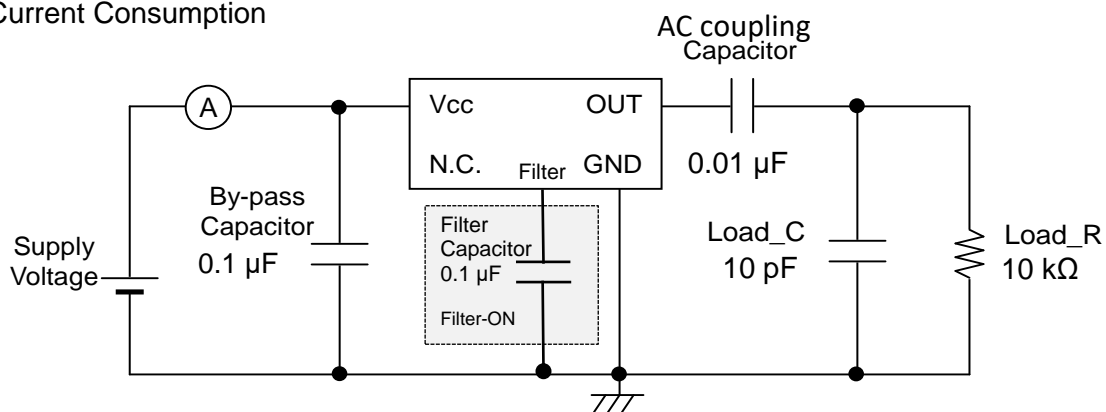 Current Consumption
AC coupling
Capacitor
A
Vcc
OUT
N.C.
Filter
GND
0.01 µF
By-pass
Capacitor
0.1 µF
Filter
Capacitor
0.1 µF
Filter-ON
Supply
Voltage
Load_C
10 pF
Load_R
10 kΩ